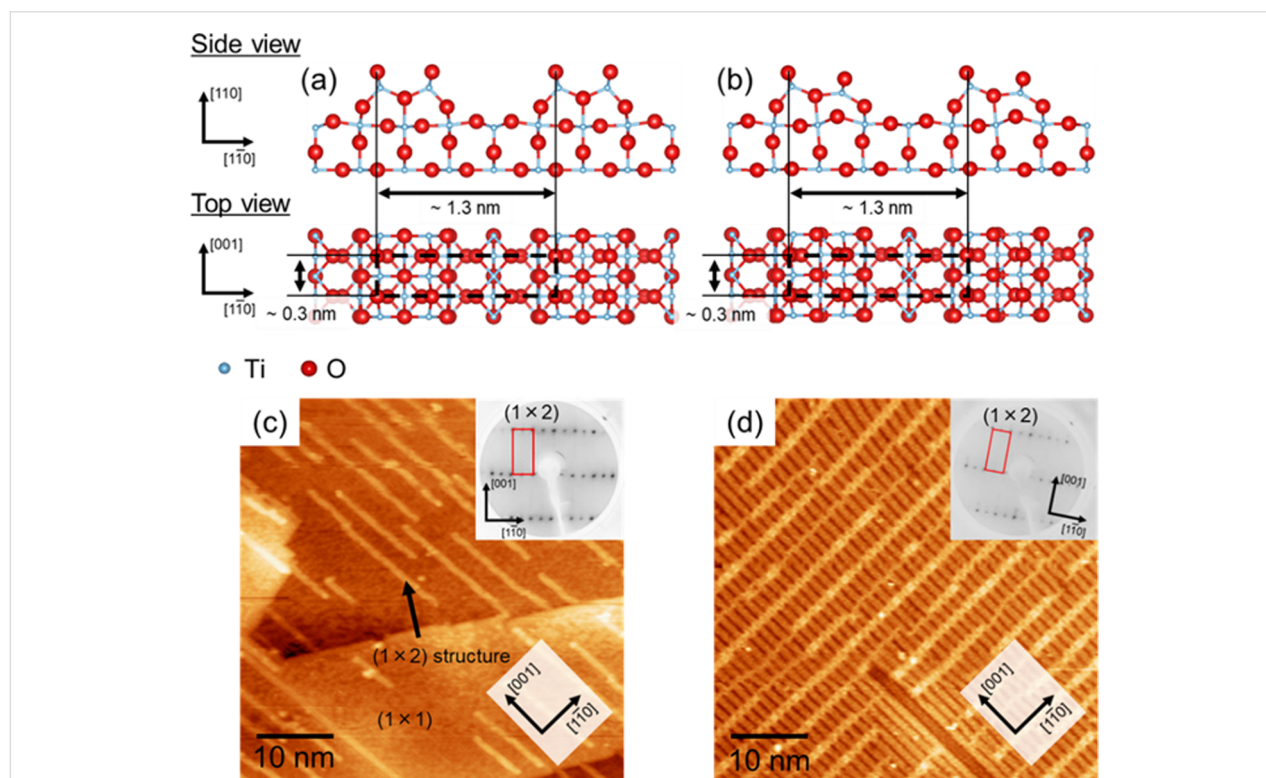 Side view
(a)
(b)
[110]
[11̄0]
~ 1.3 nm
~ 1.3 nm
Top view
[001]
[11̄0]
~ 0.3 nm
~ 0.3 nm
Ti
O
(c)
(1 × 2)
[001]
[11̄0]
(1 × 2) structure
(1 × 1)
[001]
[11̄0]
10 nm
(d)
(1 × 2)
[001]
[11̄0]
[001]
[11̄0]
10 nm